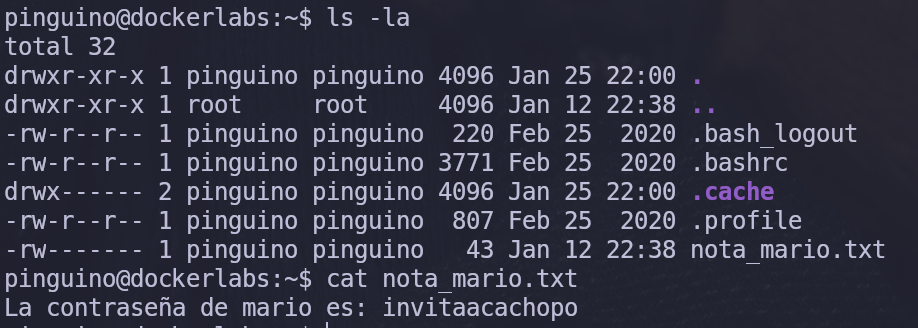 pinguino@dockerlabs:~$ ls -la
total 32
drwxr-xr-x 1 pinguino pinguino 4096 Jan 25 22:00 .
drwxr-xr-x 1 root     root     4096 Jan 12 22:38 ..
-rw-r--r-- 1 pinguino pinguino  220 Feb 25  2020 .bash_logout
-rw-r--r-- 1 pinguino pinguino 3771 Feb 25  2020 .bashrc
drwx------ 2 pinguino pinguino 4096 Jan 25 22:00 .cache
-rw-r--r-- 1 pinguino pinguino  807 Feb 25  2020 .profile
-rw------- 1 pinguino pinguino   43 Jan 12 22:38 nota_mario.txt
pinguino@dockerlabs:~$ cat nota_mario.txt
La contraseña de mario es: invitaacachopo